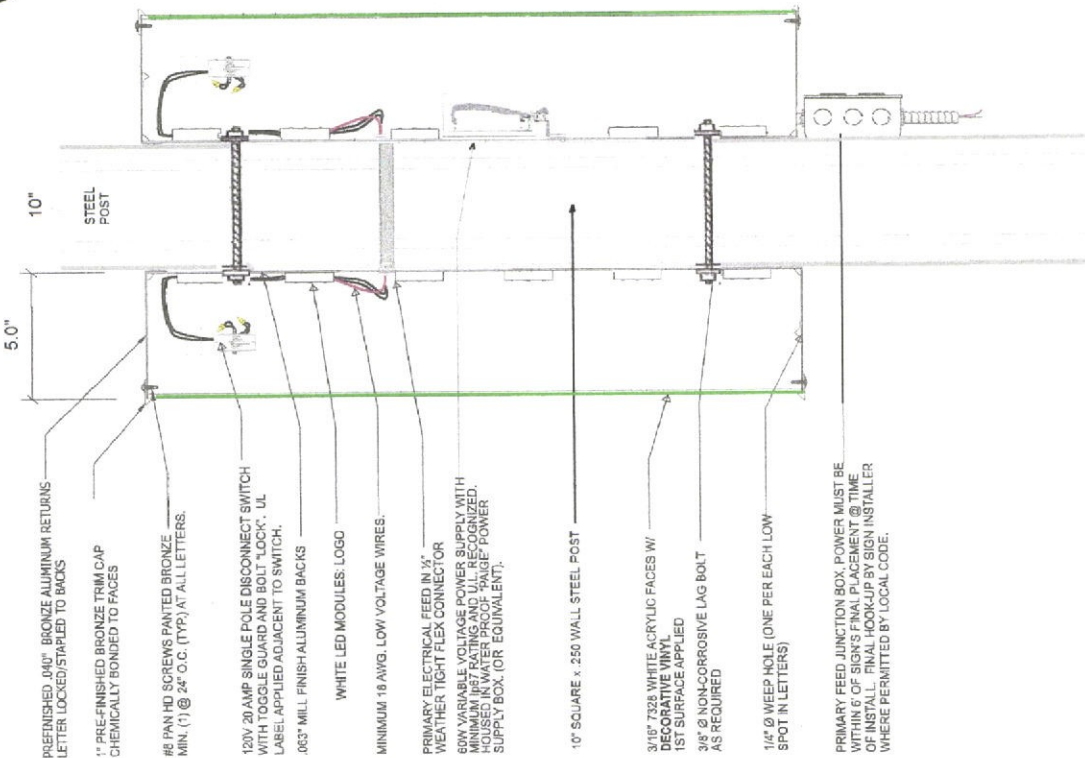 10"
STEEL
POST
5.0"
PREFINISHED .040" BRONZE ALUMINUM RETURNS
LETTER LOCKED/STAPLED TO BACKS
1" PRE-FINISHED BRONZE TRIM CAP
CHEMICALLY BONDED TO FACES
#8 PAN HD SCREWS PANTED BRONZE
MIN. (1) @ 24" O.C. (TYP.) AT ALL LETTERS.
120V 20 AMP SINGLE POLE DISCONNECT SWITCH
WITH TOGGLE GUARD AND BOLT "LOCK". UL
LABEL APPLIED ADJACENT TO SWITCH.
.063" MILL FINISH ALUMINUM BACKS
WHITE LED MODULES: LOGO
MINIMUM 18 AWG. LOW VOLTAGE WIRES.
PRIMARY ELECTRICAL FEED IN ½"
WEATHER TIGHT FLEX CONNECTOR
60W VARIABLE VOLTAGE POWER SUPPLY WITH
MINIMUM Ip67 RATING AND U.L. RECOGNIZED.
HOUSED IN WATER PROOF "PAIGE" POWER
SUPPLY BOX. (OR EQUIVALENT).
10" SQUARE x .250 WALL STEEL POST
3/16" 7328 WHITE ACRYLIC FACES W/
DECORATIVE VINYL
1ST SURFACE APPLIED
3/8" Ø NON-CORROSIVE LAG BOLT
AS REQUIRED
1/4" Ø WEEP HOLE (ONE PER EACH LOW
SPOT IN LETTERS)
PRIMARY FEED JUNCTION BOX, POWER MUST BE
WITHIN 6' OF SIGN'S FINAL PLACEMENT @ TIME
OF INSTALL. FINAL HOOK-UP BY SIGN INSTALLER
WHERE PERMITTED BY LOCAL CODE.